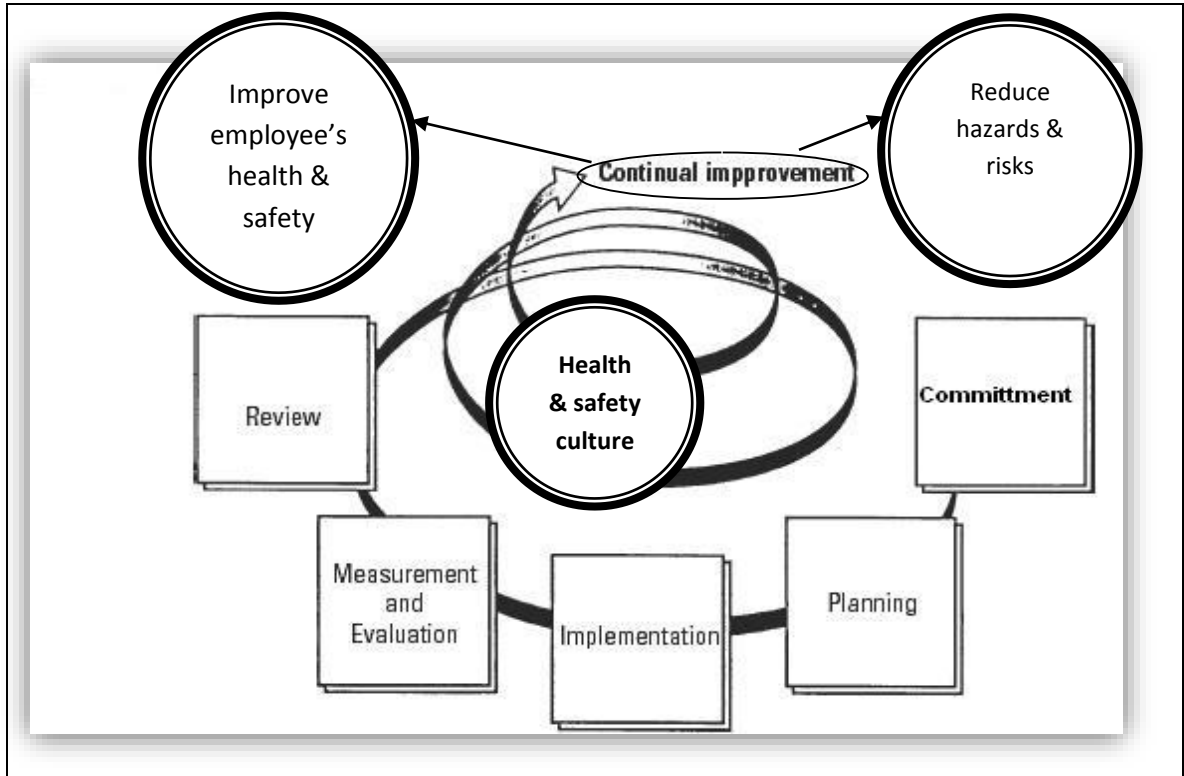 Improve
employee’s
health &
safety
Reduce
hazards &
risks
Continual impprovement
Health
& safety
culture
Review
Committment
Measurement
and
Evaluation
Implementation
Planning